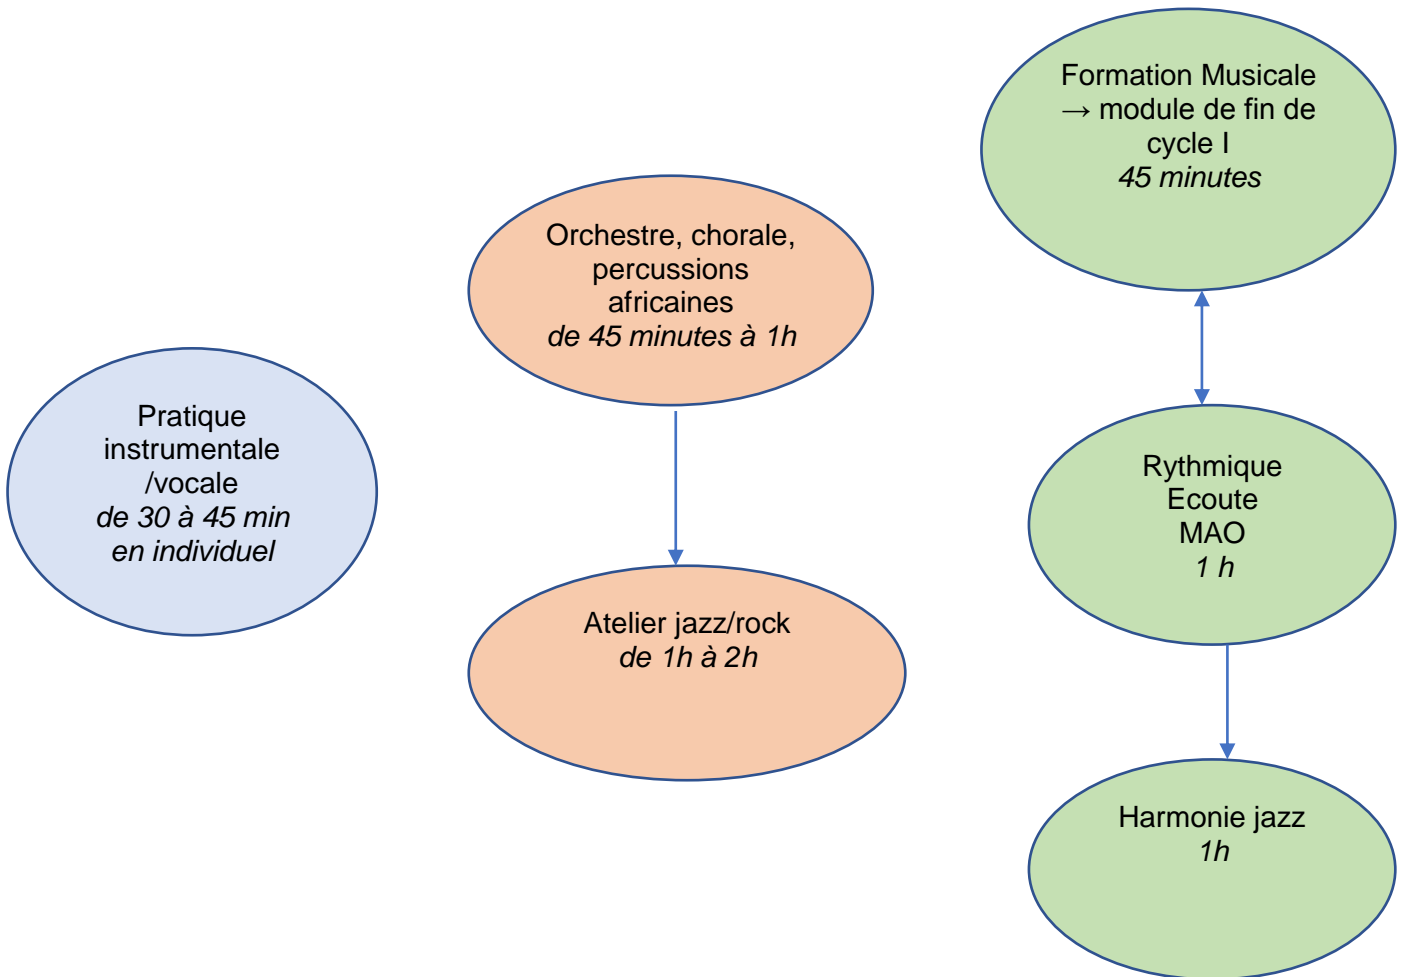 Pratique
instrumentale
/vocale
de 30 à 45 min
en individuel
Orchestre, chorale,
percussions
africaines
de 45 minutes à 1h
Atelier jazz/rock
de 1h à 2h
Formation Musicale
→ module de fin de
cycle I
45 minutes
Rythmique
Ecoute
MAO
1 h
Harmonie jazz
1h